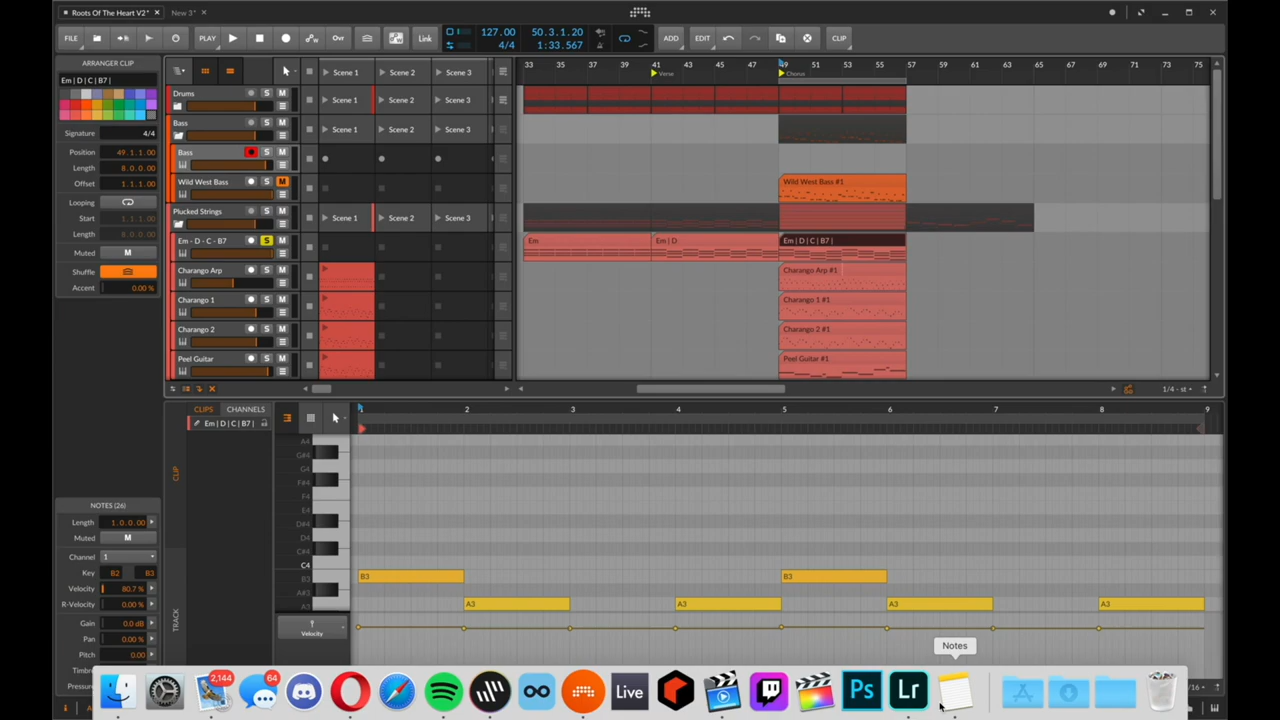 Roots Of The Heart V2* × New 3* ×
FILE PLAY Ovr Link 127.00 4/4 50.3.1.20 1:33.567 ADD EDIT CLIP
ARRANGER CLIP
Em | D | C | B7 |
Signature 4/4
Position 49.1.1.00
Length 8.0.0.00
Offset 1.1.1.00
Looping
Start 1.1.1.00
Length 8.0.0.00
Muted M
Shuffle
Accent 0.00 %
Scene 1 Scene 2 Scene 3
33 35 37 39 41 43 45 47 49 51 53 55 57 59 61 63 65 67 69 71 73 75
Verse Chorus
Drums S M Scene 1 Scene 2 Scene 3
Bass S M Scene 1 Scene 2 Scene 3
Bass S M
Wild West Bass S M Wild West Bass #1
Plucked Strings S M Scene 1 Scene 2 Scene 3
Em - D - C - B7 S M Em Em | D Em | D | C | B7 |
Charango Arp S M Charango Arp #1
Charango 1 S M Charango 1 #1
Charango 2 S M Charango 2 #1
Peel Guitar S M Peel Guitar #1
1/4 - st
CLIPS CHANNELS
Em | D | C | B7 |
1 2 3 4 5 6 7 8 9
CLIP
TRACK
A4
G#4
G4
F#4
F4
E4
D#4
D4
C#4
C4
B3 B3 B3
A#3
A3 A3 A3 A3 A3
Velocity
NOTES (26)
Length 1.0.0.00
Muted M
Channel 1
Key B2 B3
Velocity 80.7 %
R-Velocity 0.00 %
Gain 0.0 dB
Pan 0.00 %
Pitch 0.00
Timbr
Pressu
Notes
2,144 64 Live Ps Lr
/16